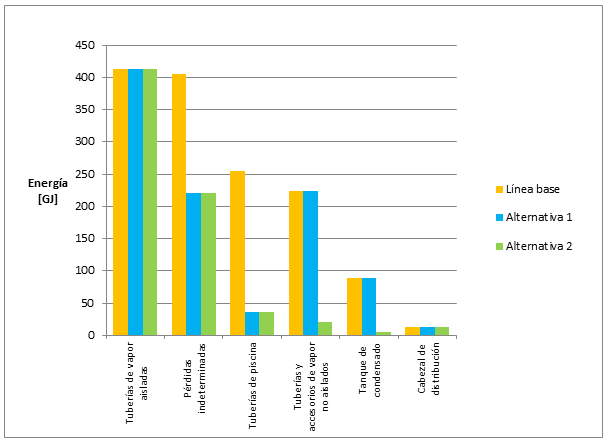 450
400
350
300
250
200
150
100
50
0
Energía
[GJ]
Tuberías de vapor
aisladas
Pérdidas
indeterminadas
Tuberías de piscina
Tuberías y
accesorios de vapor
no aislados
Tanque de
condensado
Cabezal de
distribución
Línea base
Alternativa 1
Alternativa 2